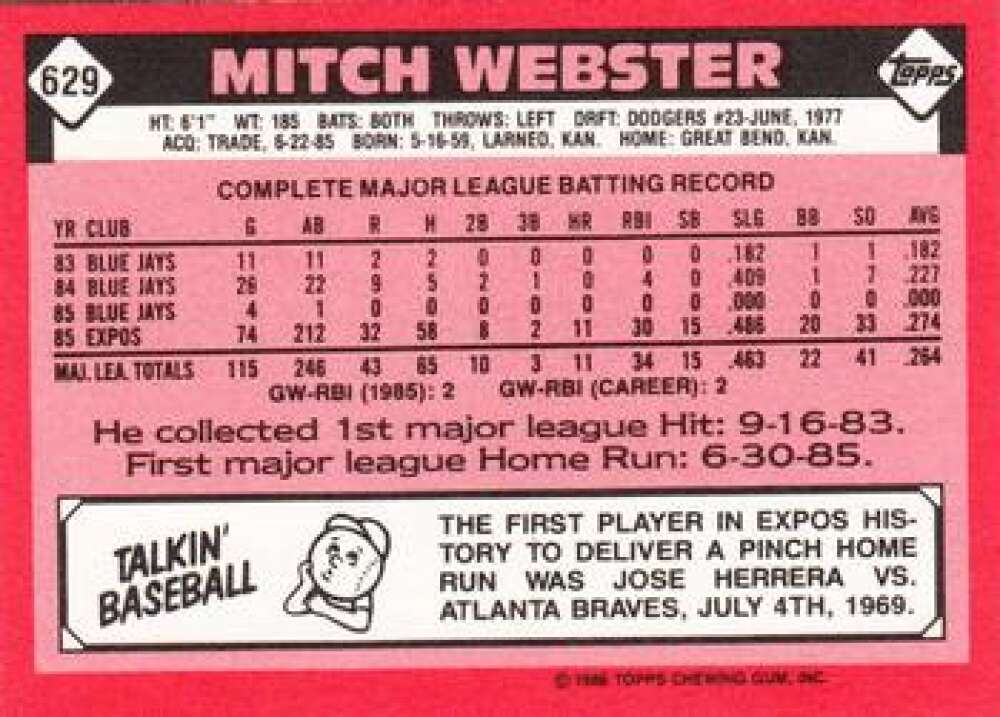 629 MITCH WEBSTER Topps
HT: 6'1" WT: 185 BATS: BOTH THROWS: LEFT DRFT: DODGERS #23-JUNE, 1977
ACQ: TRADE, 6-22-85 BORN: 5-16-59, LARNED, KAN. HOME: GREAT BEND, KAN.
COMPLETE MAJOR LEAGUE BATTING RECORD
YR CLUB G AB R H 2B 3B HR RBI SB SLG BB SO AVG
83 BLUE JAYS 11 11 2 2 0 0 0 0 0 .182 1 1 .182
84 BLUE JAYS 26 22 9 5 2 1 0 4 0 .409 1 7 .227
85 BLUE JAYS 4 1 0 0 0 0 0 0 0 .000 0 0 .000
85 EXPOS 74 212 32 58 8 2 11 30 15 .486 20 33 .274
MAJ. LEA. TOTALS 115 246 43 65 10 3 11 34 15 .463 22 41 .264
GW-RBI (1985): 2 GW-RBI (CAREER): 2
He collected 1st major league Hit: 9-16-83.
First major league Home Run: 6-30-85.
TALKIN'
BASEBALL
THE FIRST PLAYER IN EXPOS HIS-
TORY TO DELIVER A PINCH HOME
RUN WAS JOSE HERRERA VS.
ATLANTA BRAVES, JULY 4TH, 1969.
© 1986 TOPPS CHEWING GUM, INC.